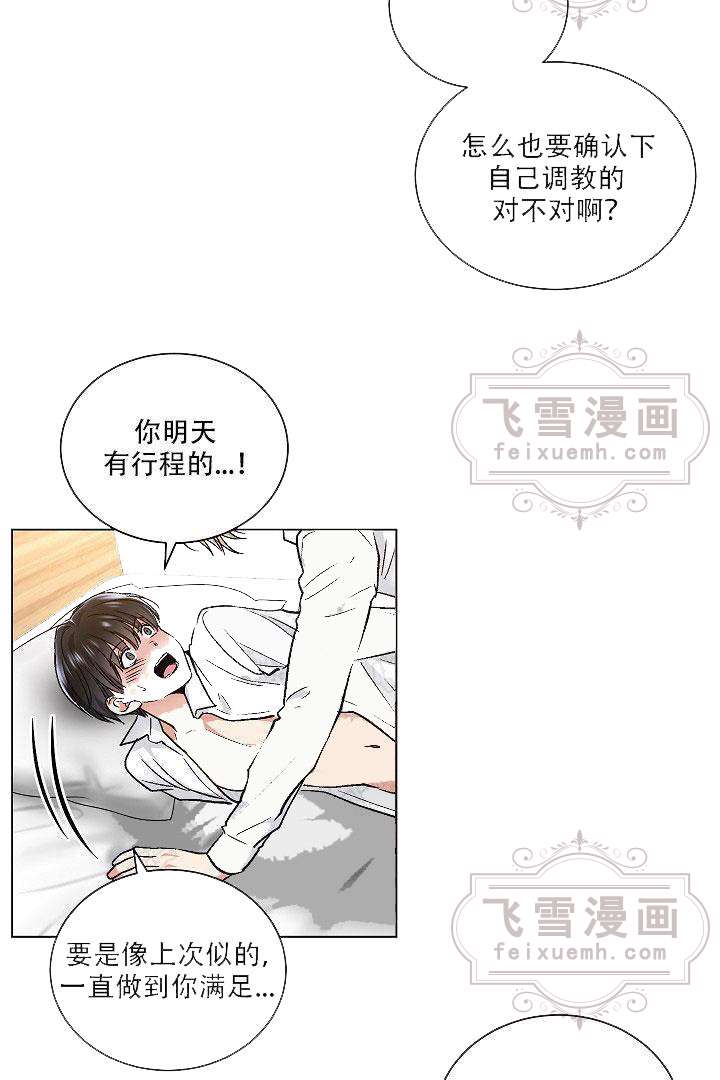 怎么也要确认下
自己调教的
对不对啊?
飞雪漫画
feixuemh.com
你明天
有行程的...!
要是像上次似的,
一直做到你满足...
飞雪漫画
feixuemh.com